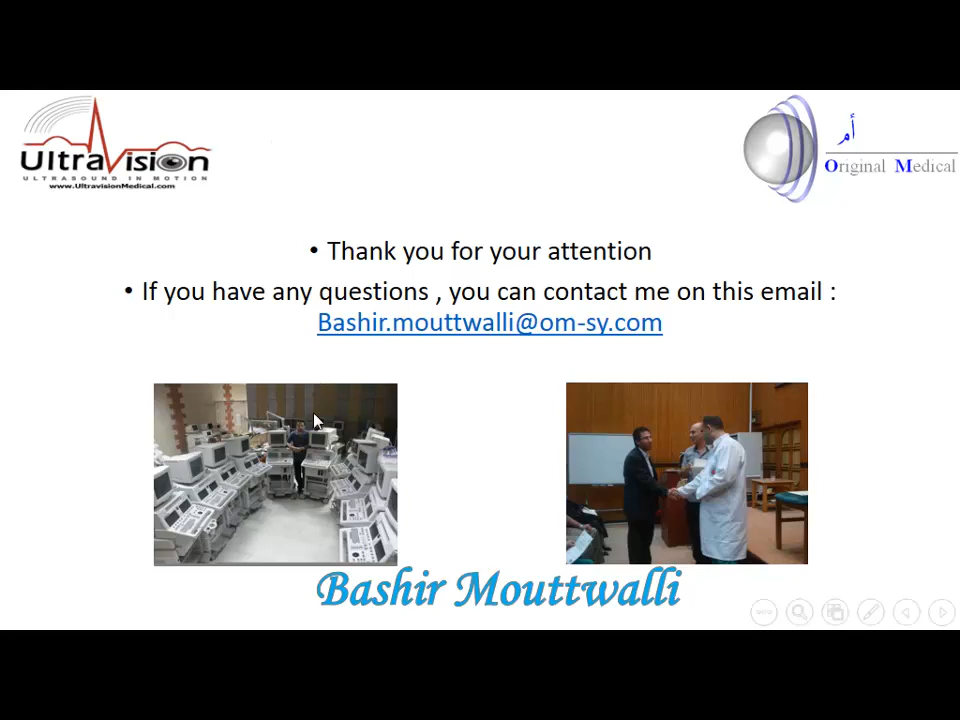 UltraVision
ULTRASOUND IN MOTION
www.UltravisionMedical.com
أم
Original Medical
• Thank you for your attention
• If you have any questions , you can contact me on this email :
Bashir.mouttwalli@om-sy.com
Bashir Mouttwalli